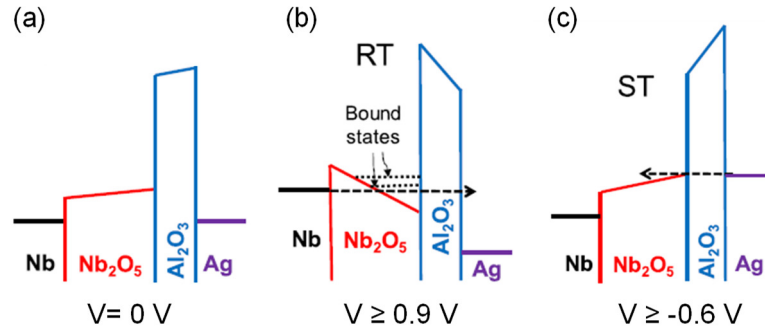 (a)
(b)
(c)
RT
ST
Bound
states
Nb
Nb₂O₅
Al₂O₃
Ag
Nb
Nb₂O₅
Al₂O₃
Ag
Nb
Nb₂O₅
Al₂O₃
Ag
V= 0 V
V ≥ 0.9 V
V ≥ -0.6 V